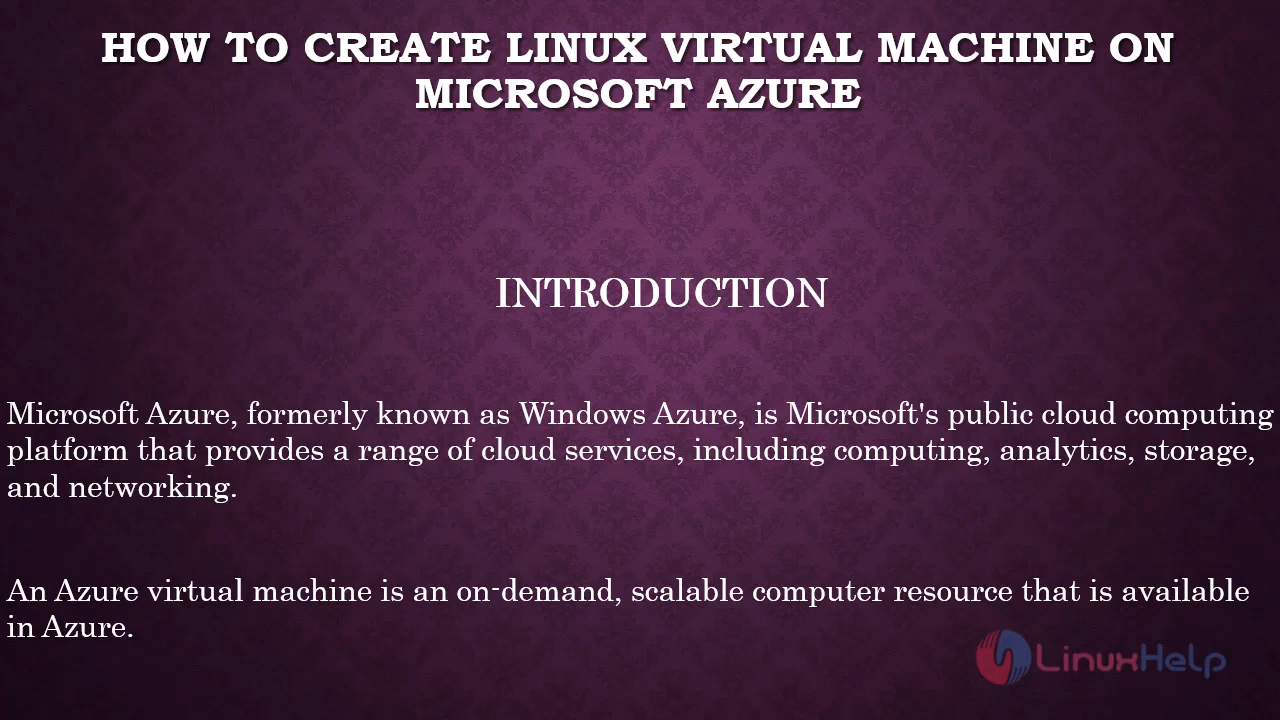 HOW TO CREATE LINUX VIRTUAL MACHINE ON
MICROSOFT AZURE
INTRODUCTION
Microsoft Azure, formerly known as Windows Azure, is Microsoft's public cloud computing
platform that provides a range of cloud services, including computing, analytics, storage,
and networking.
An Azure virtual machine is an on-demand, scalable computer resource that is available
in Azure.
LinuxHelp